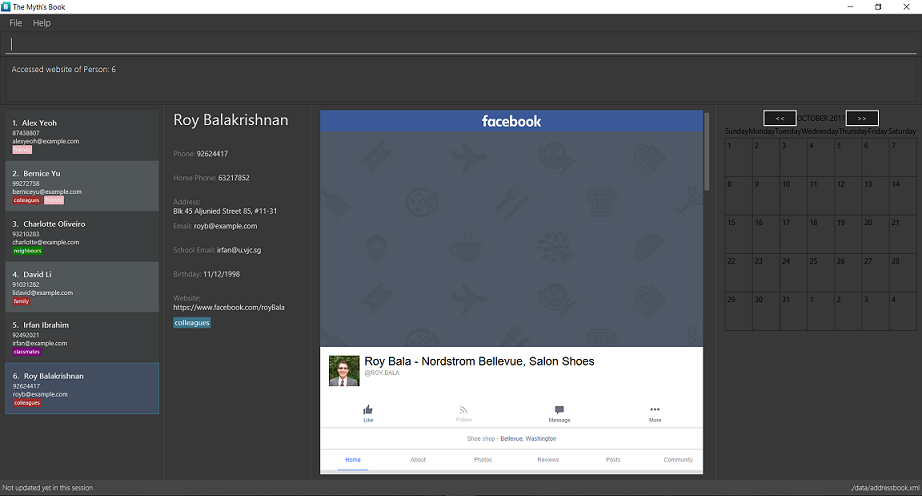 The Myth's Book
File Help
Accessed website of Person: 6
1. Alex Yeoh
87438807
alexyeoh@example.com
friends
2. Bernice Yu
99272758
berniceyu@example.com
colleagues friends
3. Charlotte Oliveiro
93210283
charlotte@example.com
neighbours
4. David Li
91031282
lidavid@example.com
family
5. Irfan Ibrahim
92492021
irfan@example.com
classmates
6. Roy Balakrishnan
92624417
royb@example.com
colleagues
Roy Balakrishnan
Phone: 92624417
Home Phone: 63217852
Address:
Blk 45 Aljunied Street 85, #11-31
Email: royb@example.com
School Email: irfan@u.vjc.sg
Birthday: 11/12/1998
Website:
https://www.facebook.com/royBala
colleagues
facebook
Roy Bala - Nordstrom Bellevue, Salon Shoes
@ROY.BALA
Like Follow Message More
Shoe shop · Bellevue, Washington
Home About Photos Reviews Posts Community
<< OCTOBER 2017 >>
Sunday Monday Tuesday Wednesday Thursday Friday Saturday
1 2 3 4 5 6 7
8 9 10 11 12 13 14
15 16 17 18 19 20 21
22 23 24 25 26 27 28
29 30 31 1 2 3 4
Not updated yet in this session
./data/addressbook.xml